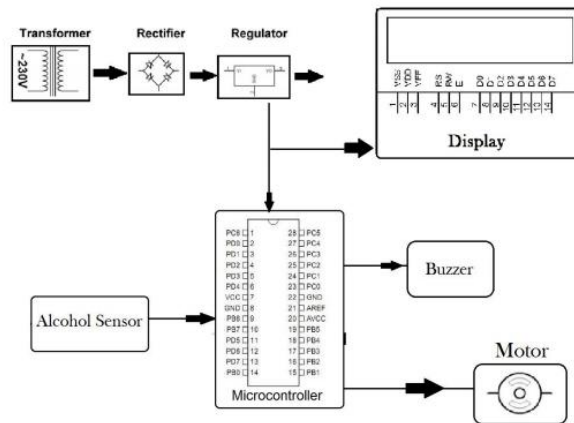 Transformer
Rectifier
Regulator
~230V
VSS
VDD
VEE
RS
RW
E
D0
D1
D2
D3
D4
D5
D6
D7
1
2
3
4
5
6
7
8
9
10
11
12
13
14
Display
PC6 1 28 PC5
PD0 2 27 PC4
PD1 3 26 PC3
PD2 4 25 PC2
PD3 5 24 PC1
PD4 6 23 PC0
VCC 7 22 GND
GND 8 21 AREF
PB6 9 20 AVCC
PB7 10 19 PB5
PD5 11 18 PB4
PD6 12 17 PB3
PD7 13 16 PB2
PB0 14 15 PB1
Microcontroller
Alcohol Sensor
Buzzer
Motor